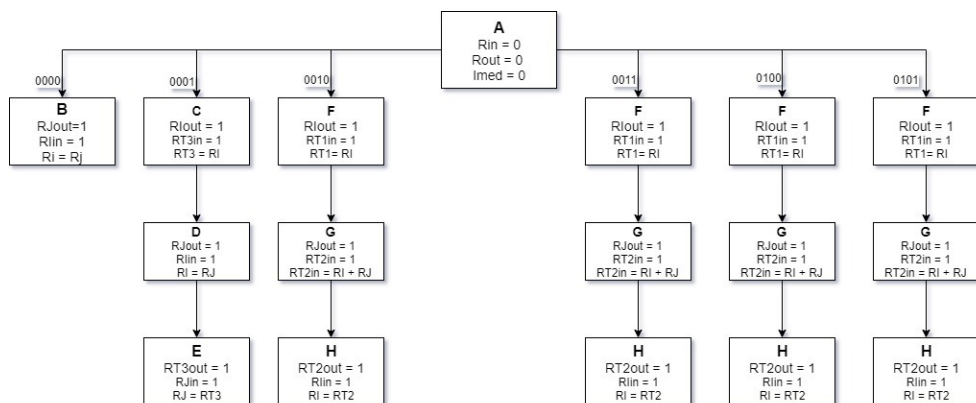 A
Rin = 0
Rout = 0
Imed = 0
0000
0001
0010
0011
0100
0101
B
RJout=1
RIin = 1
Ri = Rj
C
RIout = 1
RT3in = 1
RT3 = RI
F
RIout = 1
RT1in = 1
RT1= RI
F
RIout = 1
RT1in = 1
RT1= RI
F
RIout = 1
RT1in = 1
RT1= RI
F
RIout = 1
RT1in = 1
RT1= RI
D
RJout = 1
RIin = 1
RI = RJ
G
RJout = 1
RT2in = 1
RT2in = RI + RJ
G
RJout = 1
RT2in = 1
RT2in = RI + RJ
G
RJout = 1
RT2in = 1
RT2in = RI + RJ
G
RJout = 1
RT2in = 1
RT2in = RI + RJ
E
RT3out = 1
RJin = 1
RJ = RT3
H
RT2out = 1
RIin = 1
RI = RT2
H
RT2out = 1
RIin = 1
RI = RT2
H
RT2out = 1
RIin = 1
RI = RT2
H
RT2out = 1
RIin = 1
RI = RT2